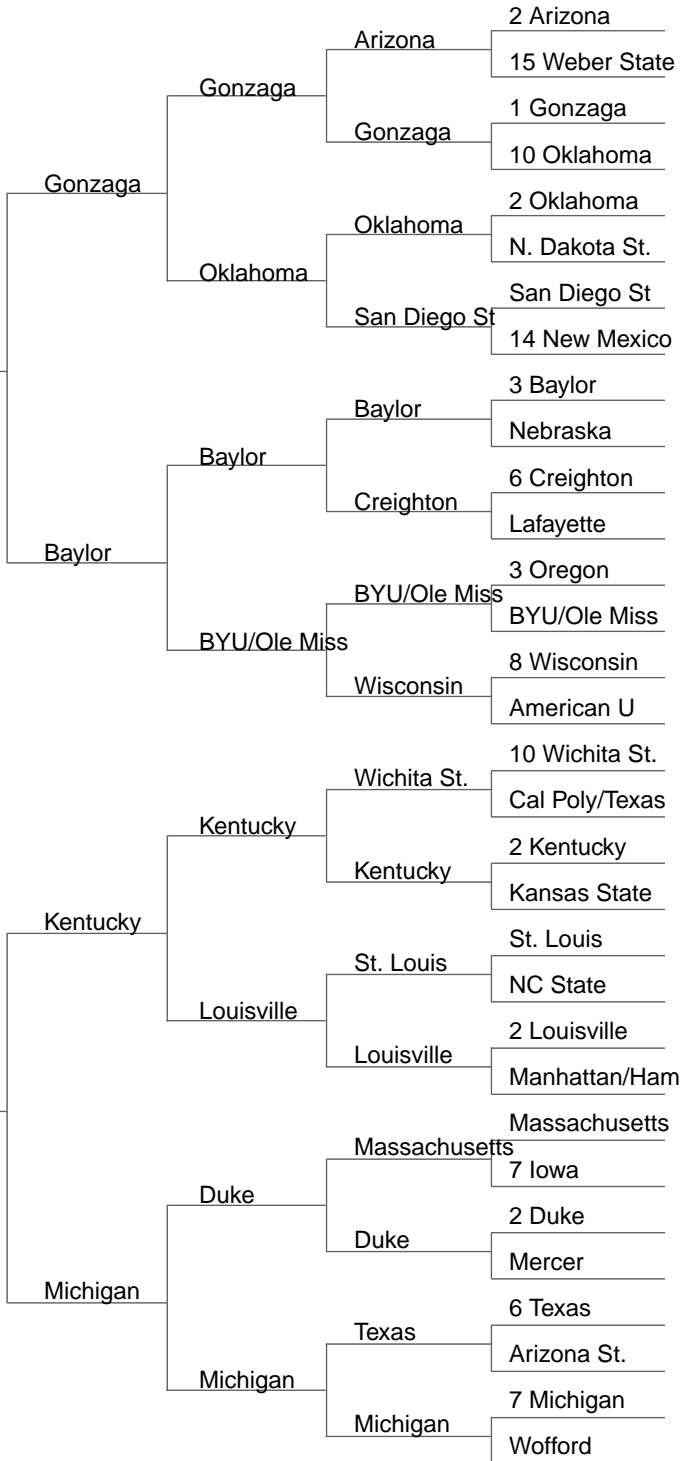 2 Arizona
Arizona
15 Weber State
Gonzaga
1 Gonzaga
Gonzaga
10 Oklahoma
Gonzaga
2 Oklahoma
Oklahoma
N. Dakota St.
Oklahoma
San Diego St
San Diego St
14 New Mexico
3 Baylor
Baylor
Nebraska
Baylor
6 Creighton
Creighton
Lafayette
Baylor
3 Oregon
BYU/Ole Miss
BYU/Ole Miss
BYU/Ole Miss
8 Wisconsin
Wisconsin
American U
10 Wichita St.
Wichita St.
Cal Poly/Texas
Kentucky
2 Kentucky
Kentucky
Kansas State
Kentucky
St. Louis
St. Louis
NC State
Louisville
2 Louisville
Louisville
Manhattan/Ham
Massachusetts
Massachusetts
7 Iowa
Duke
2 Duke
Duke
Mercer
Michigan
6 Texas
Texas
Arizona St.
Michigan
7 Michigan
Michigan
Wofford